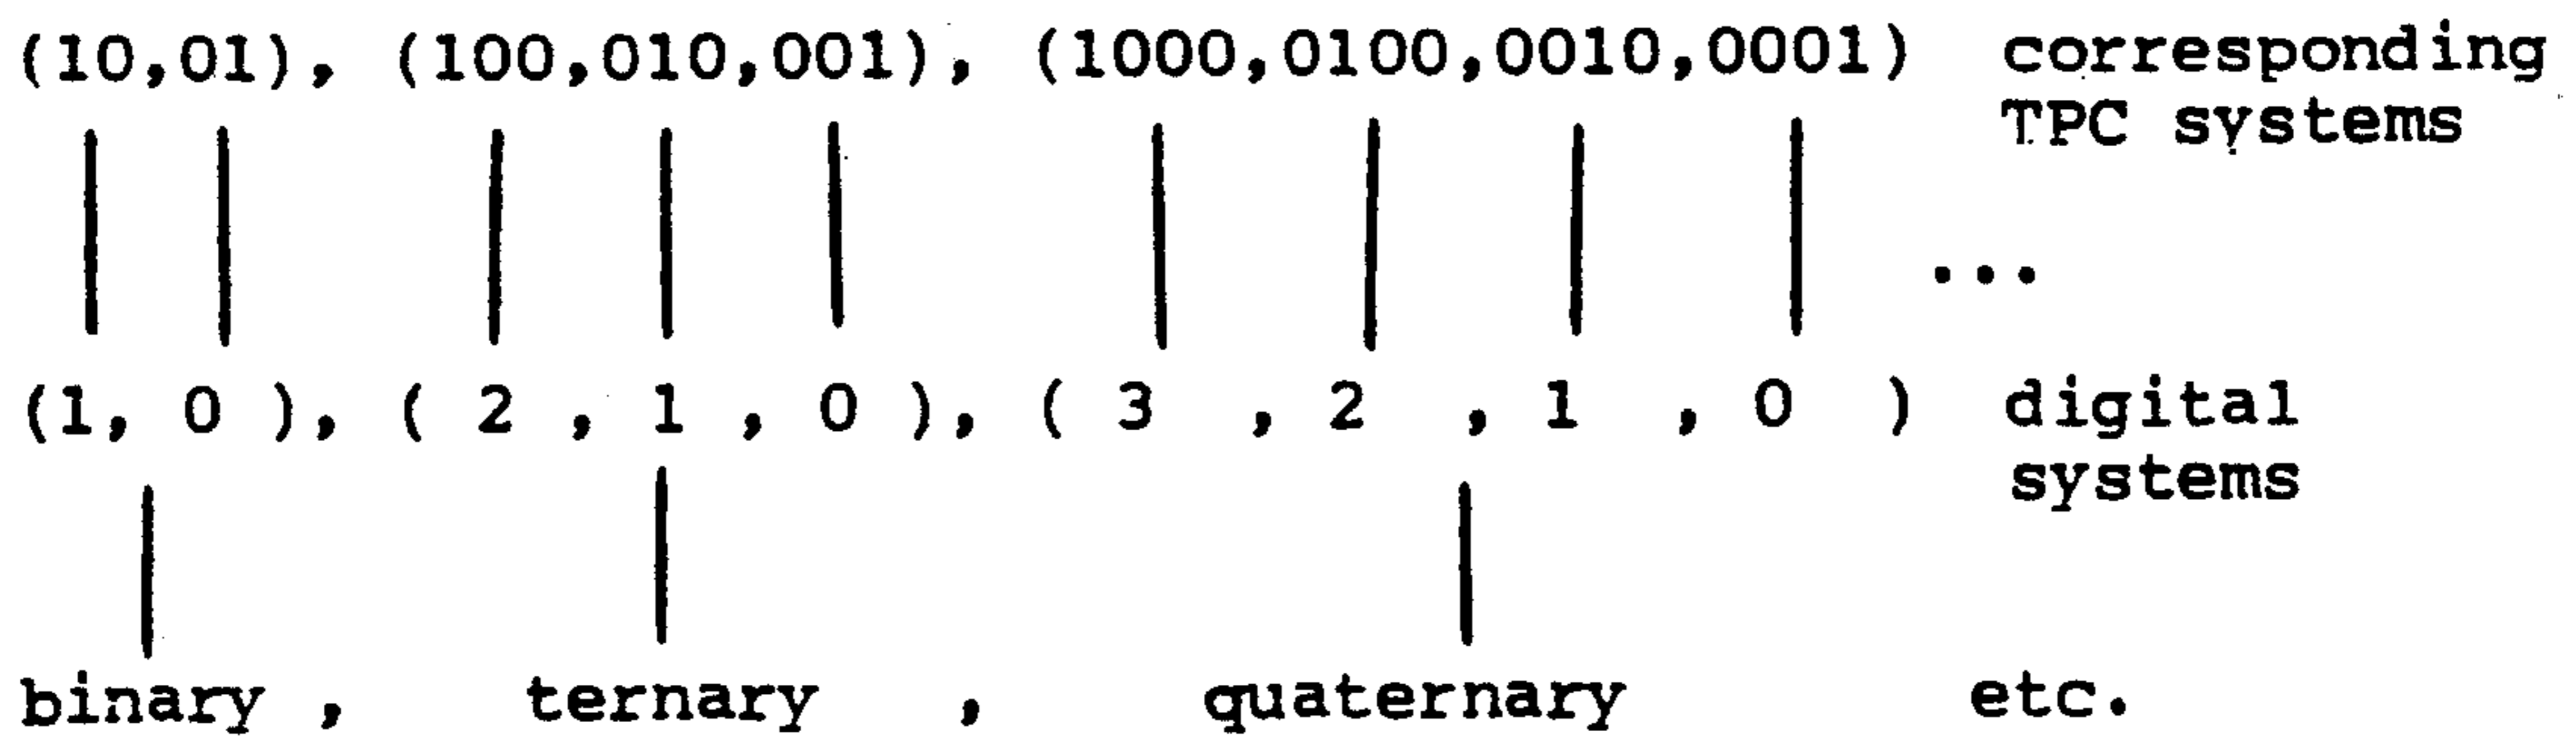 (10,01), (100,010,001), (1000,0100,0010,0001) corresponding
TPC systems
...
(1, 0 ), ( 2 , 1 , 0 ), ( 3 , 2 , 1 , 0 ) digital
systems
binary , ternary , quaternary etc.